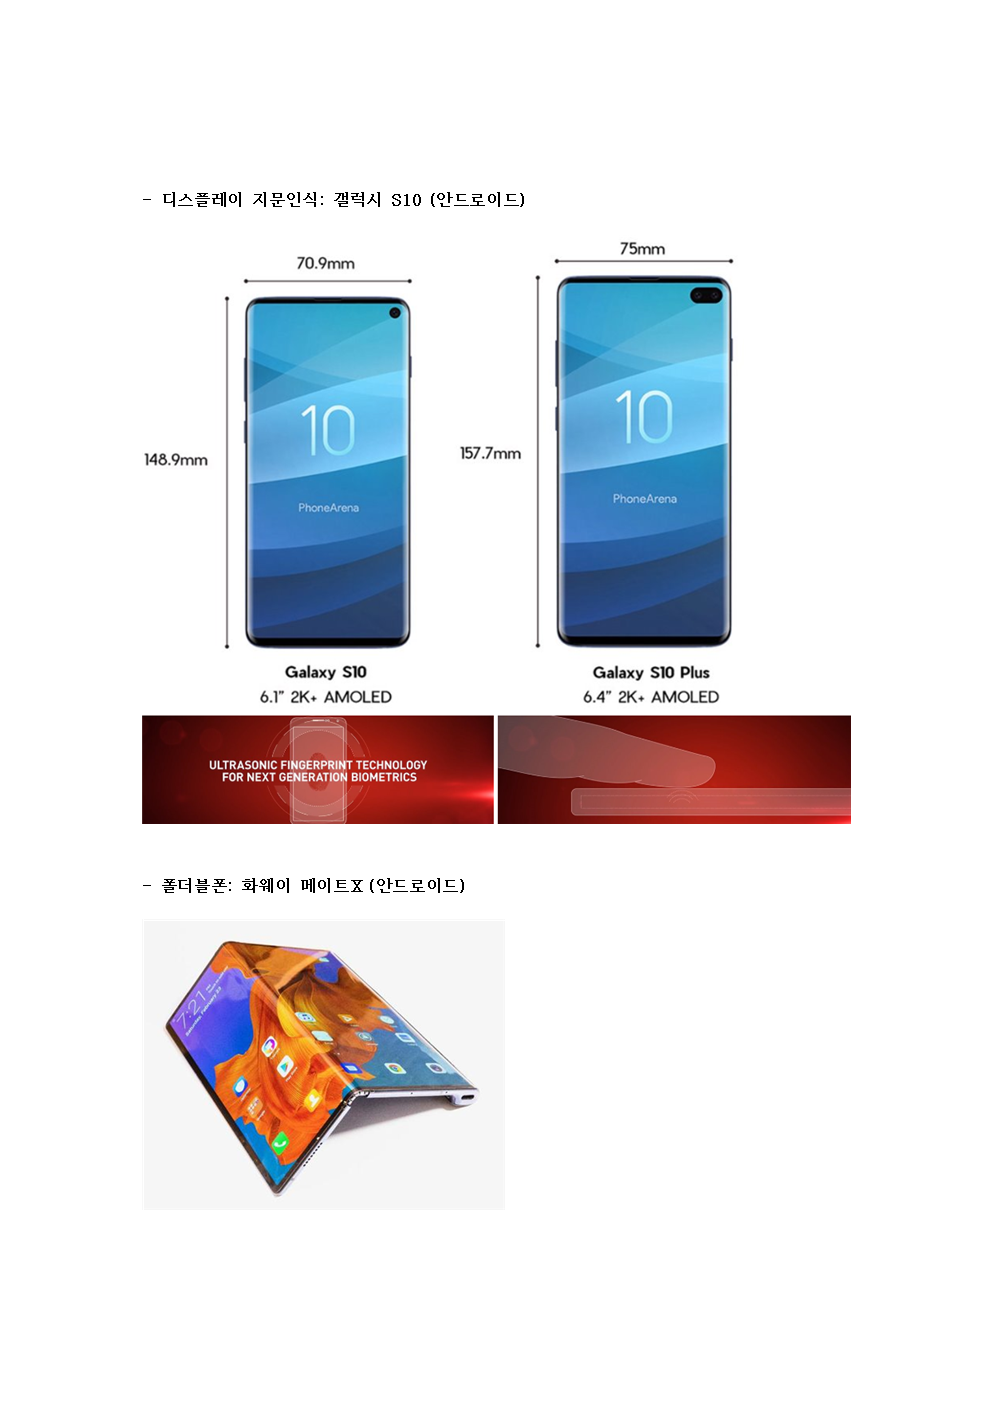 - 디스플레이 지문인식: 갤럭시 S10 (안드로이드)
70.9mm
75mm
148.9mm
157.7mm
10
10
PhoneArena
PhoneArena
Galaxy S10
6.1” 2K+ AMOLED
Galaxy S10 Plus
6.4” 2K+ AMOLED
ULTRASONIC FINGERPRINT TECHNOLOGY
FOR NEXT GENERATION BIOMETRICS
- 폴더블폰: 화웨이 메이트X (안드로이드)
7:21